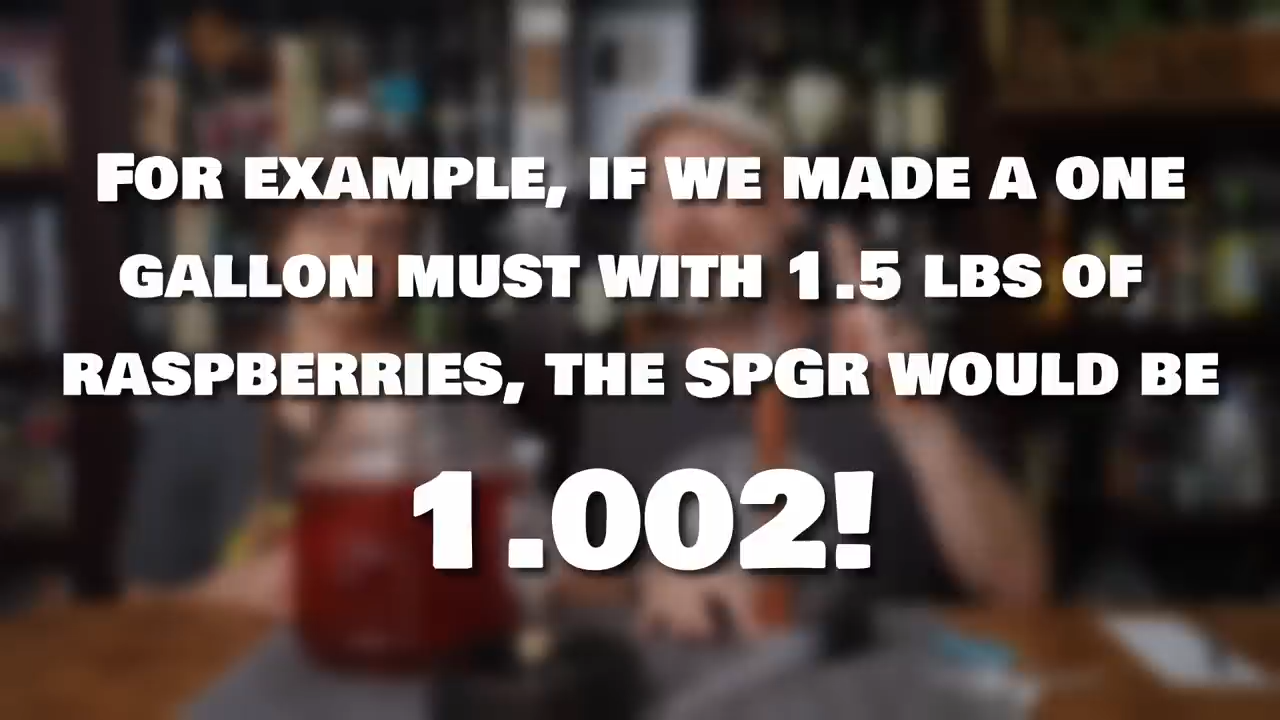 For example, if we made a one
gallon must with 1.5 lbs of
raspberries, the SpGr would be
1.002!